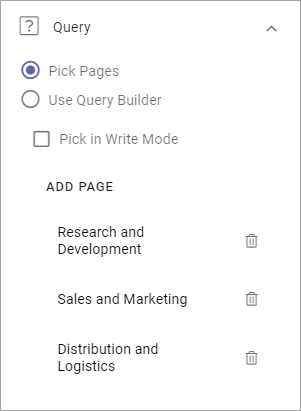 Query
Pick Pages
Use Query Builder
Pick in Write Mode
ADD PAGE
Research and
Development
Sales and Marketing
Distribution and
Logistics